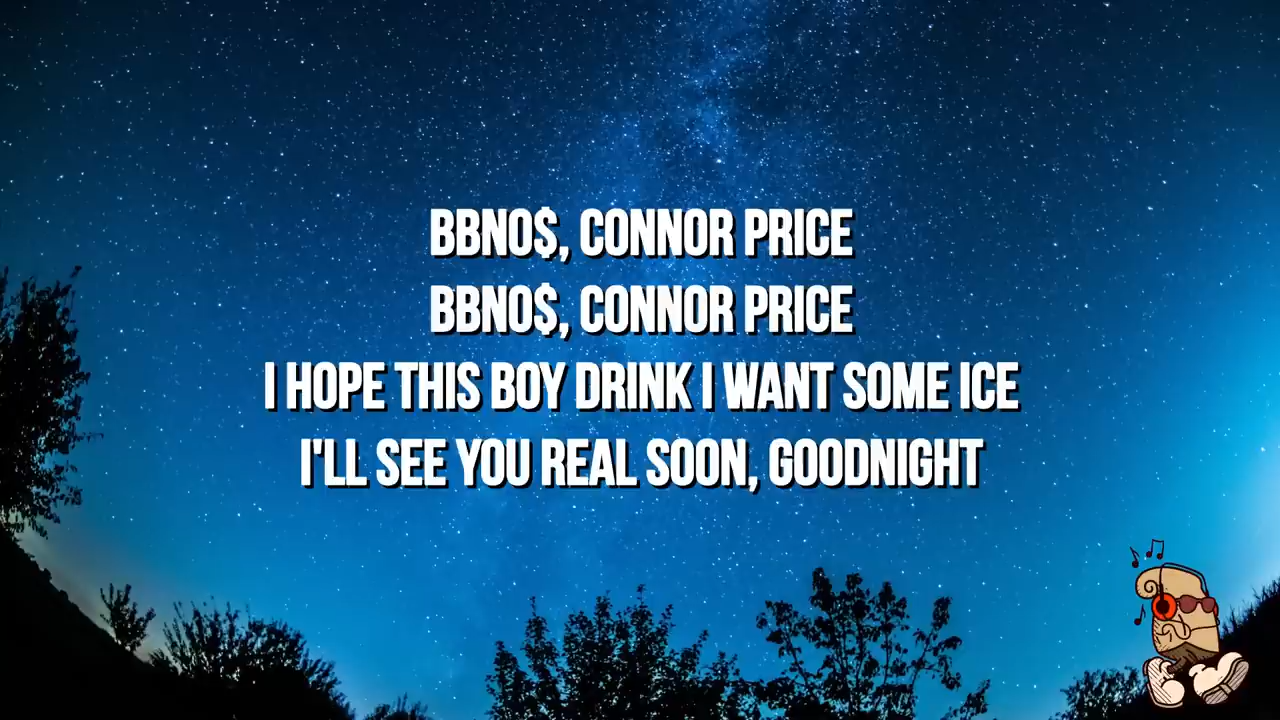 BBNO$, CONNOR PRICE
BBNO$, CONNOR PRICE
I HOPE THIS BOY DRINK I WANT SOME ICE
I'LL SEE YOU REAL SOON, GOODNIGHT